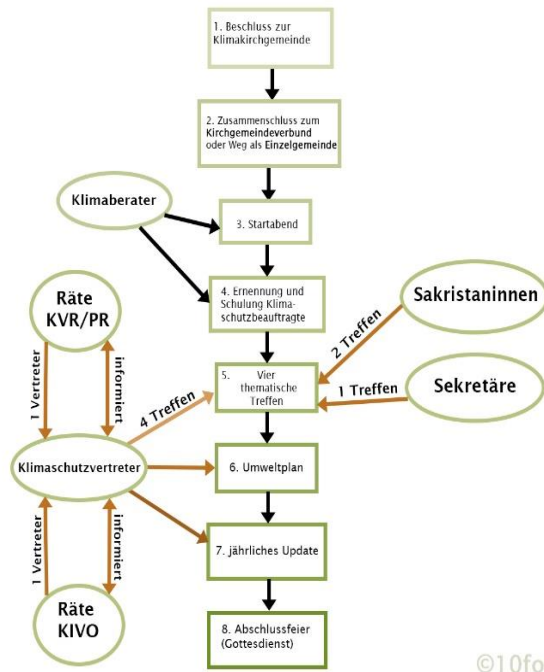 1. Beschluss zur
Klimakirchgemeinde
2. Zusammenschluss zum
Kirchgemeindeverbund
oder Weg als Einzelgemeinde
Klimaberater
3. Startabend
4. Ernennung und
Schulung Klima-
schutzbeauftragte
Räte
KVR/PR
Sakristaninnen
2 Treffen
1 Vertreter
informiert
5. Vier
thematische
Treffen
1 Treffen
Sekretäre
4 Treffen
Klimaschutzvertreter
6. Umweltplan
1 Vertreter
informiert
7. jährliches Update
Räte
KIVO
8. Abschlussfeier
(Gottesdienst)